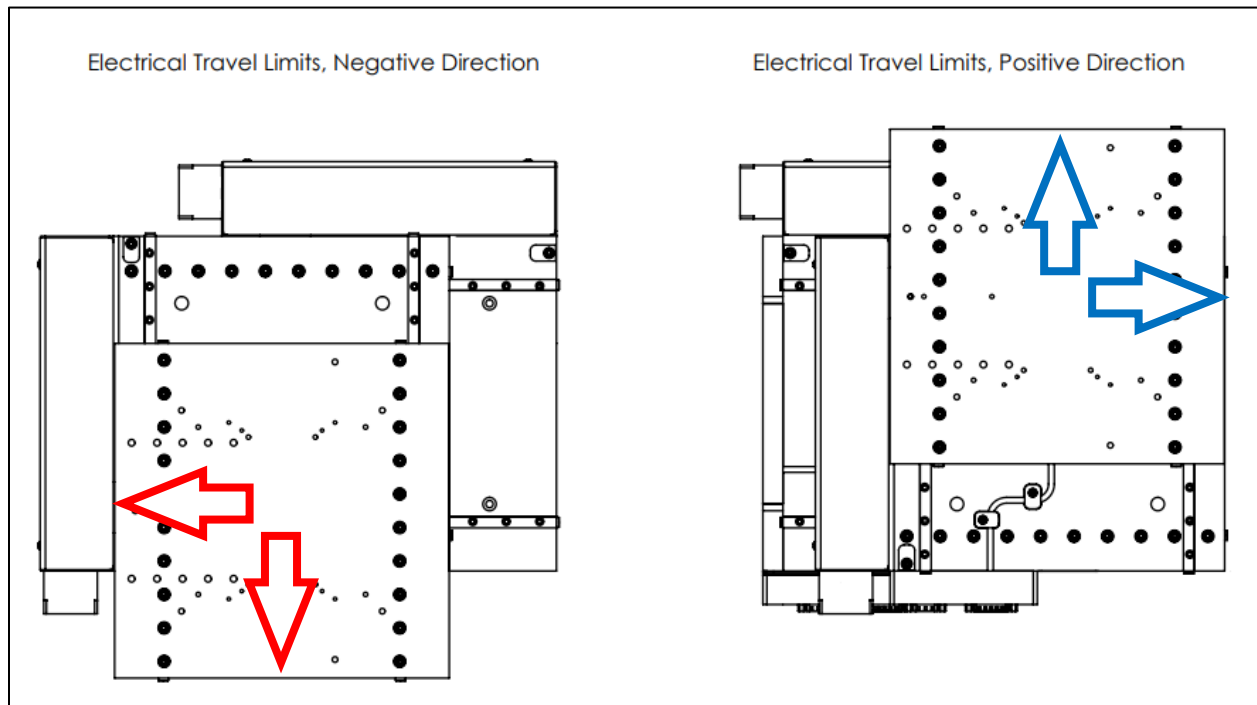 Electrical Travel Limits, Negative Direction
Electrical Travel Limits, Positive Direction